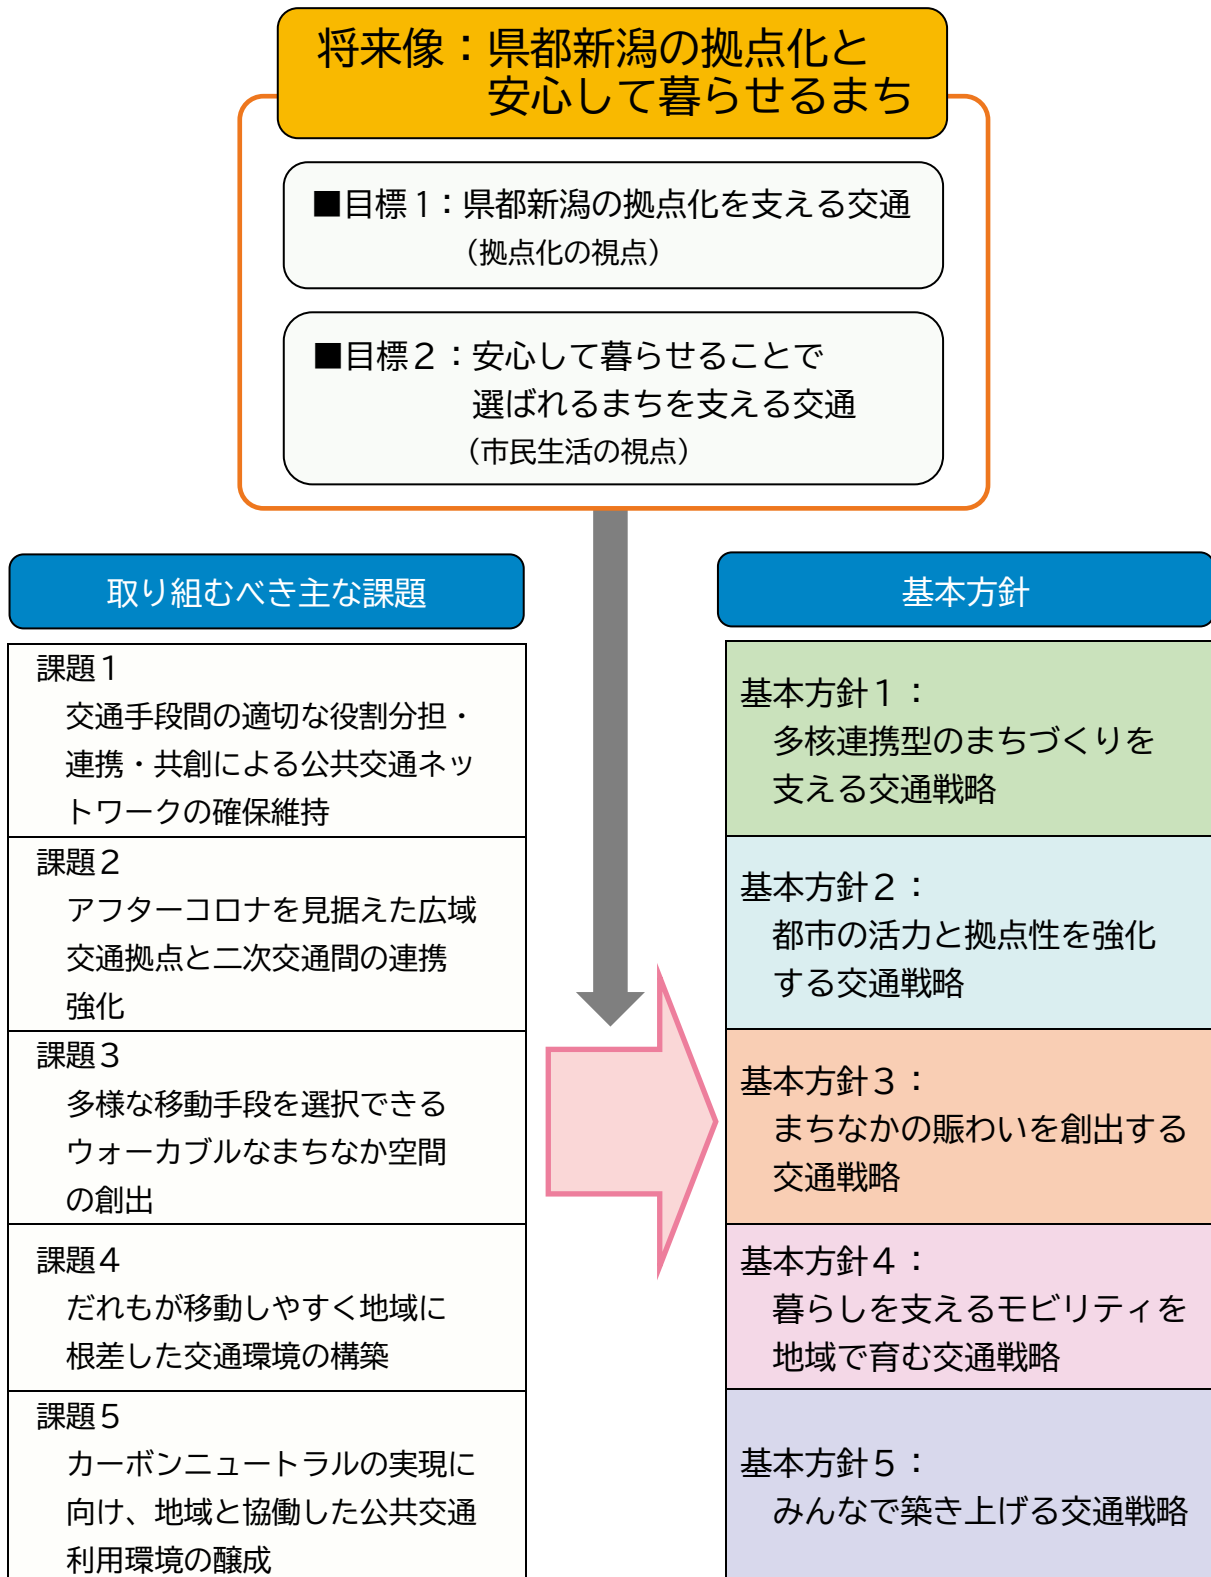 将来像：県都新潟の拠点化と
安心して暮らせるまち
■目標１：県都新潟の拠点化を支える交通
（拠点化の視点）
■目標２：安心して暮らせることで
選ばれるまちを支える交通
（市民生活の視点）
取り組むべき主な課題
課題１
交通手段間の適切な役割分担・
連携・共創による公共交通ネッ
トワークの確保維持
課題２
アフターコロナを見据えた広域
交通拠点と二次交通間の連携
強化
課題３
多様な移動手段を選択できる
ウォーカブルなまちなか空間
の創出
課題４
だれもが移動しやすく地域に
根差した交通環境の構築
課題５
カーボンニュートラルの実現に
向け、地域と協働した公共交通
利用環境の醸成
基本方針
基本方針１：
多核連携型のまちづくりを
支える交通戦略
基本方針２：
都市の活力と拠点性を強化
する交通戦略
基本方針３：
まちなかの賑わいを創出する
交通戦略
基本方針４：
暮らしを支えるモビリティを
地域で育む交通戦略
基本方針５：
みんなで築き上げる交通戦略